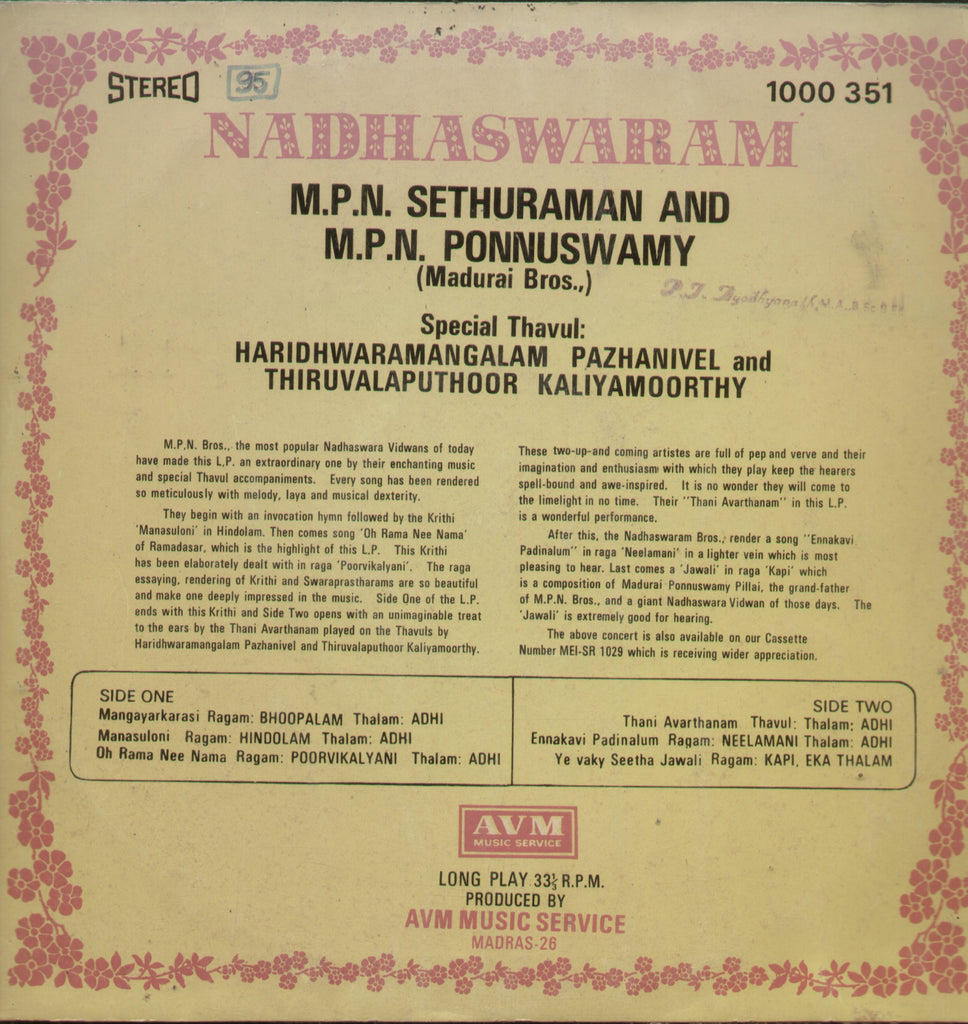 STEREO 95 1000 351
NADHASWARAM
M.P.N. SETHURAMAN AND
M.P.N. PONNUSWAMY
(Madurai Bros.,)
P.T.
Special Thavul:
HARIDHWARAMANGALAM PAZHANIVEL and
THIRUVALAPUTHOOR KALIYAMOORTHY
M.P.N. Bros., the most popular Nadhaswara Vidwans of today
have made this L.P. an extraordinary one by their enchanting music
and special Thavul accompaniments. Every song has been rendered
so meticulously with melody, laya and musical dexterity.
They begin with an invocation hymn followed by the Krithi
'Manasuloni' in Hindolam. Then comes song 'Oh Rama Nee Nama'
of Ramadasar, which is the highlight of this L.P. This Krithi
has been elaborately dealt with in raga 'Poorvikalyani'. The raga
essaying, rendering of Krithi and Swaraprastharams are so beautiful
and make one deeply impressed in the music. Side One of the L.P.
ends with this Krithi and Side Two opens with an unimaginable treat
to the ears by the Thani Avarthanam played on the Thavuls by
Haridhwaramangalam Pazhanivel and Thiruvalaputhoor Kaliyamoorthy.
These two-up-and coming artistes are full of pep and verve and their
imagination and enthusiasm with which they play keep the hearers
spell-bound and awe-inspired. It is no wonder they will come to
the limelight in no time. Their "Thani Avarthanam" in this L.P.
is a wonderful performance.
After this, the Nadhaswaram Bros., render a song "Ennakavi
Padinalum" in raga 'Neelamani' in a lighter vein which is most
pleasing to hear. Last comes a 'Jawali' in raga 'Kapi' which
is a composition of Madurai Ponnuswamy Pillai, the grand-father
of M.P.N. Bros., and a giant Nadhaswara Vidwan of those days. The
'Jawali' is extremely good for hearing.
The above concert is also available on our Cassette
Number MEI-SR 1029 which is receiving wider appreciation.
SIDE ONE
Mangayarkarasi Ragam: BHOOPALAM Thalam: ADHI
Manasuloni Ragam: HINDOLAM Thalam: ADHI
Oh Rama Nee Nama Ragam: POORVIKALYANI Thalam: ADHI
SIDE TWO
Thani Avarthanam Thavul: Thalam: ADHI
Ennakavi Padinalum Ragam: NEELAMANI Thalam: ADHI
Ye vaky Seetha Jawali Ragam: KAPI, EKA THALAM
AVM
MUSIC SERVICE
LONG PLAY 33⅓ R.P.M.
PRODUCED BY
AVM MUSIC SERVICE
MADRAS-26